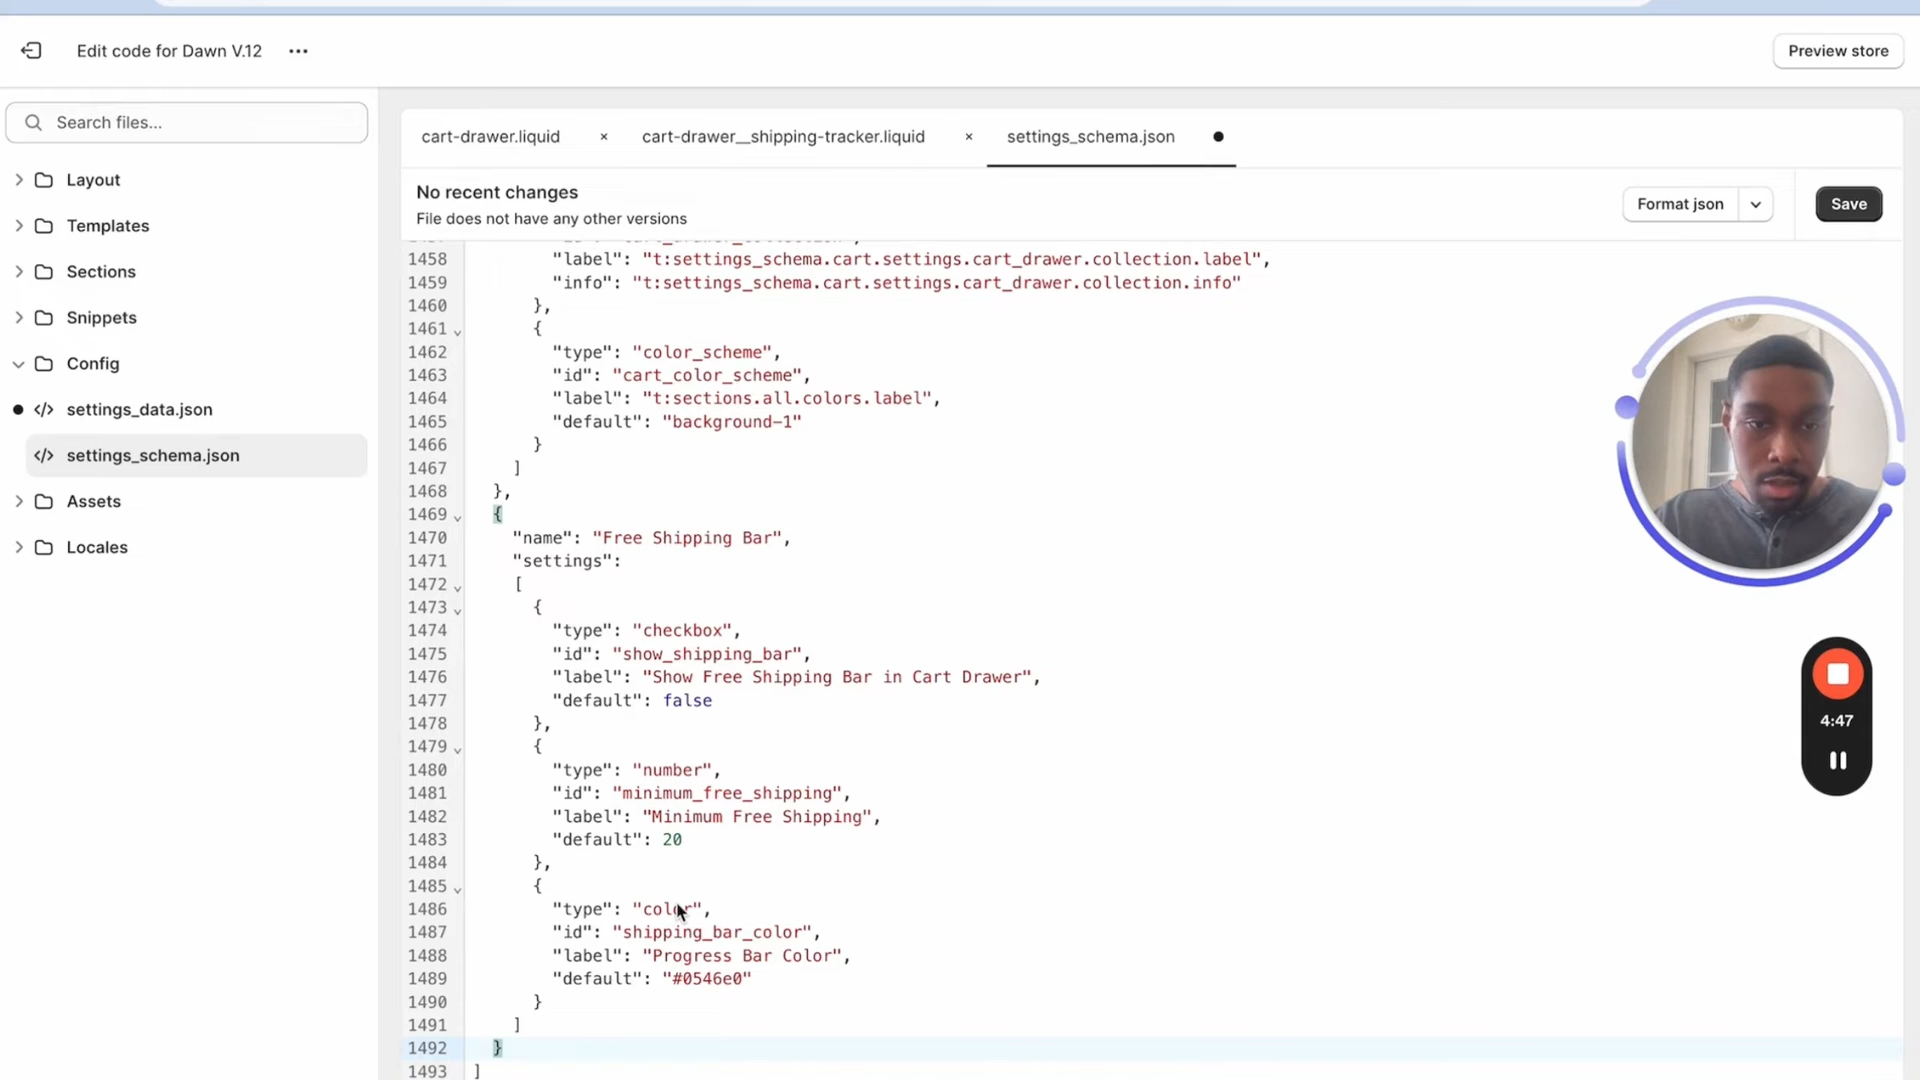 Edit code for Dawn V.12
Preview store
Search files...
Layout
Templates
Sections
Snippets
Config
settings_data.json
settings_schema.json
Assets
Locales
cart-drawer.liquid
cart-drawer__shipping-tracker.liquid
settings_schema.json
No recent changes
File does not have any other versions
Format json
Save
1458 "label": "t:settings_schema.cart.settings.cart_drawer.collection.label",
1459 "info": "t:settings_schema.cart.settings.cart_drawer.collection.info"
1460 },
1461 {
1462 "type": "color_scheme",
1463 "id": "cart_color_scheme",
1464 "label": "t:sections.all.colors.label",
1465 "default": "background-1"
1466 }
1467 ]
1468 },
1469 {
1470 "name": "Free Shipping Bar",
1471 "settings":
1472 [
1473 {
1474 "type": "checkbox",
1475 "id": "show_shipping_bar",
1476 "label": "Show Free Shipping Bar in Cart Drawer",
1477 "default": false
1478 },
1479 {
1480 "type": "number",
1481 "id": "minimum_free_shipping",
1482 "label": "Minimum Free Shipping",
1483 "default": 20
1484 },
1485 {
1486 "type": "color",
1487 "id": "shipping_bar_color",
1488 "label": "Progress Bar Color",
1489 "default": "#0546e0"
1490 }
1491 ]
1492 }
1493 ]
4:47